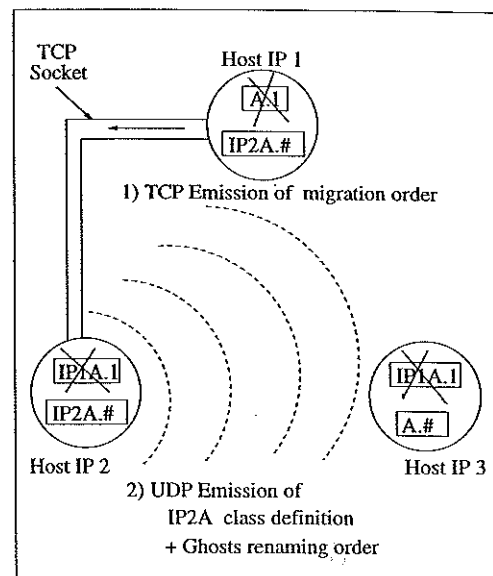 TCP
Socket
Host IP 1
A.1
IP2A.#
1) TCP Emission of migration order
IP1A.1
IP2A.#
Host IP 2
IP1A.1
A.#
Host IP 3
2) UDP Emission of
IP2A class definition
+ Ghosts renaming order